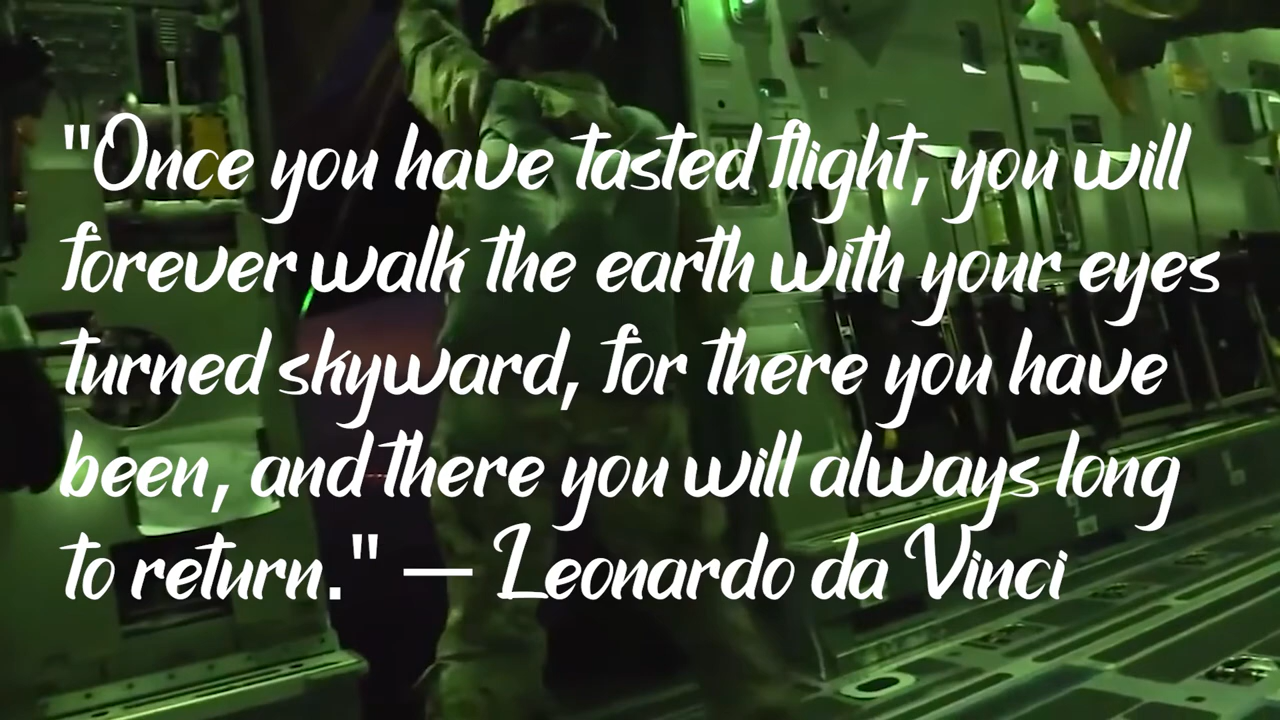 "Once you have tasted flight, you will
forever walk the earth with your eyes
turned skyward, for there you have
been, and there you will always long
to return." — Leonardo da Vinci